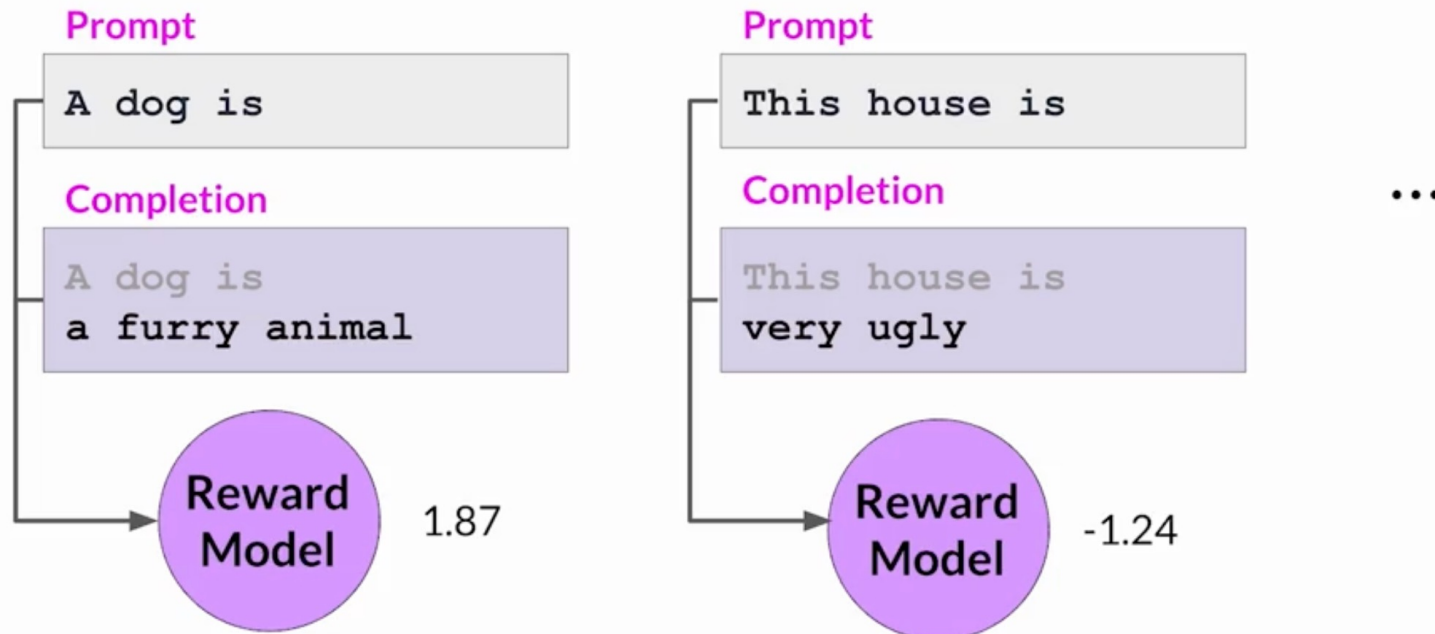 Prompt
A dog is
Completion
A dog is
a furry animal
Reward
Model
1.87
Prompt
This house is
Completion
This house is
very ugly
Reward
Model
-1.24
...